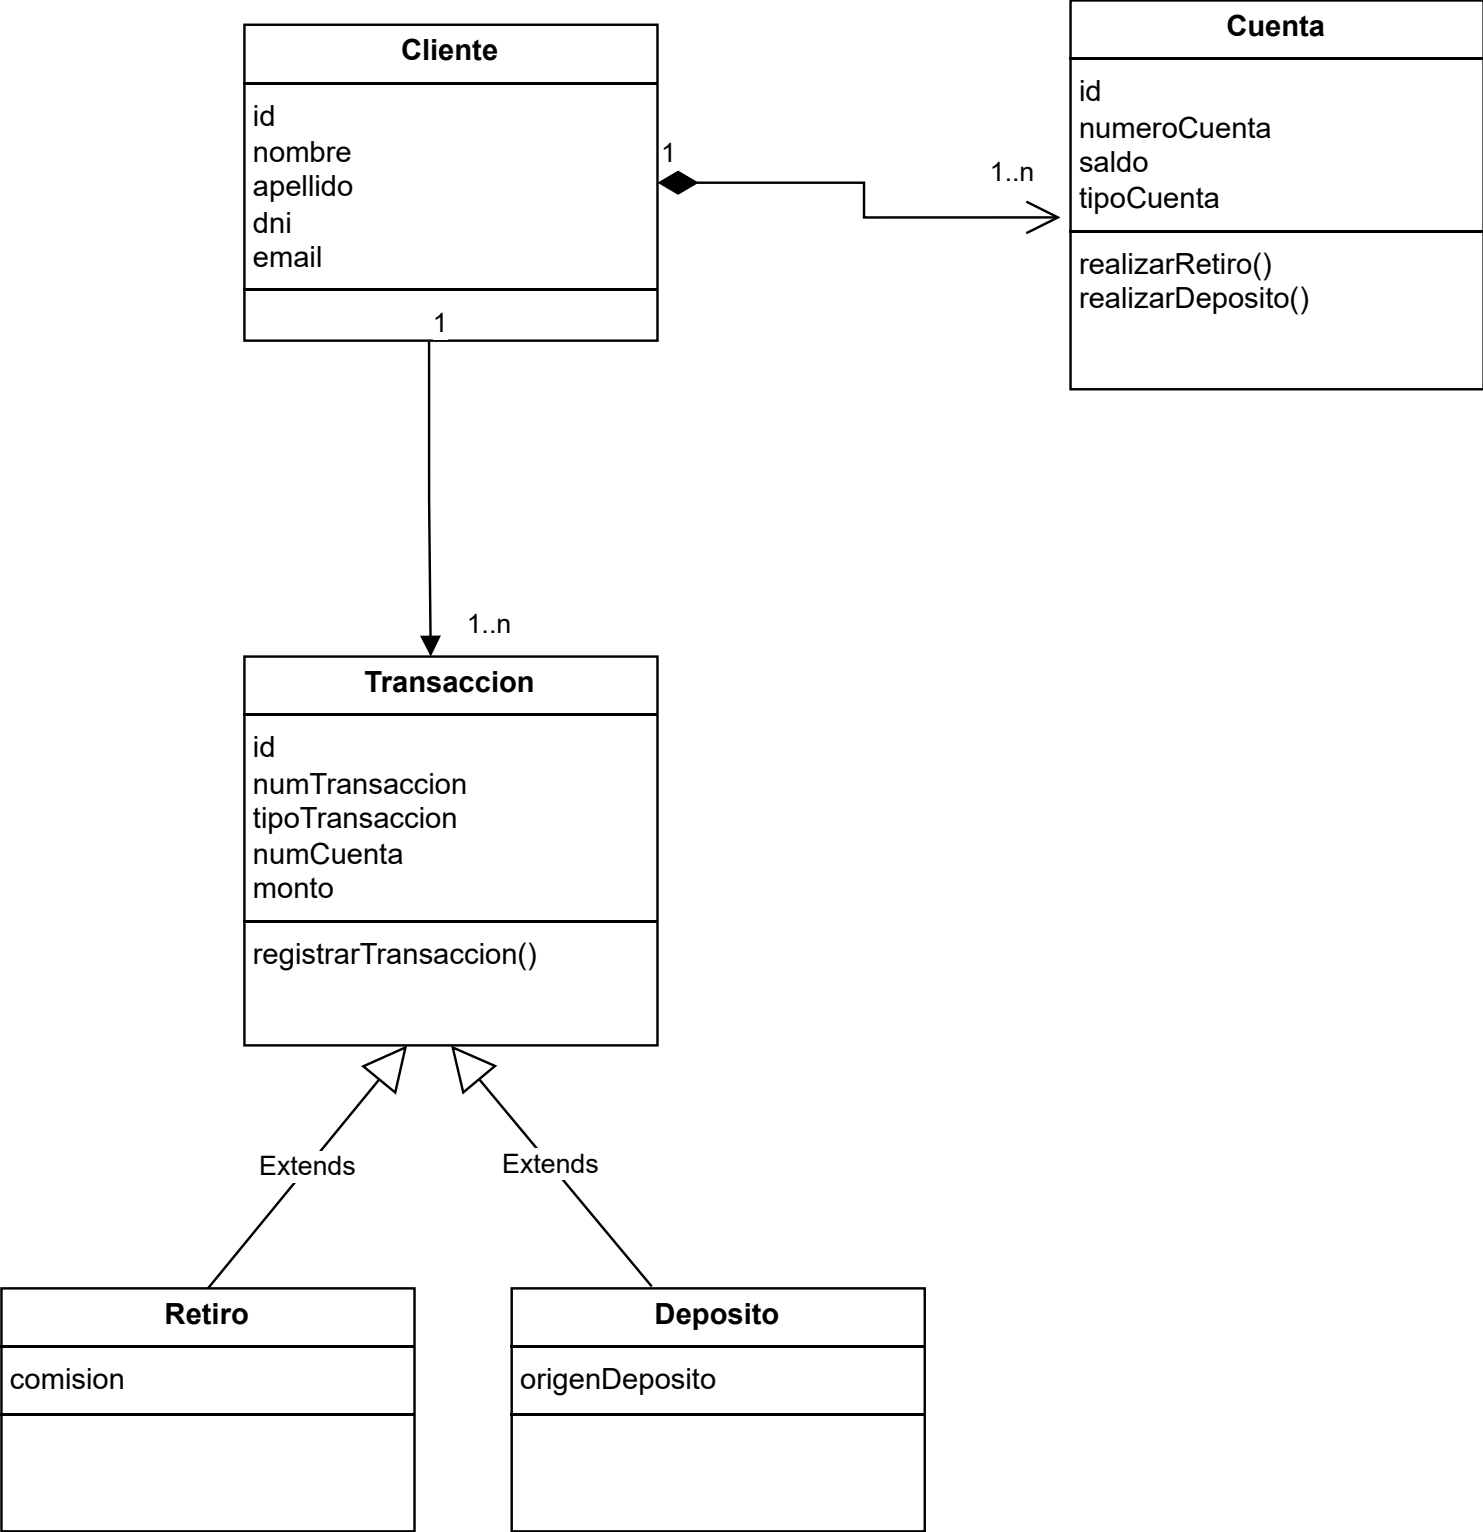 Cliente
id
nombre
apellido
dni
email
1
1
1..n
Cuenta
id
numeroCuenta
saldo
tipoCuenta
realizarRetiro()
realizarDeposito()
1..n
Transaccion
id
numTransaccion
tipoTransaccion
numCuenta
monto
registrarTransaccion()
Extends
Extends
Retiro
comision
Deposito
origenDeposito